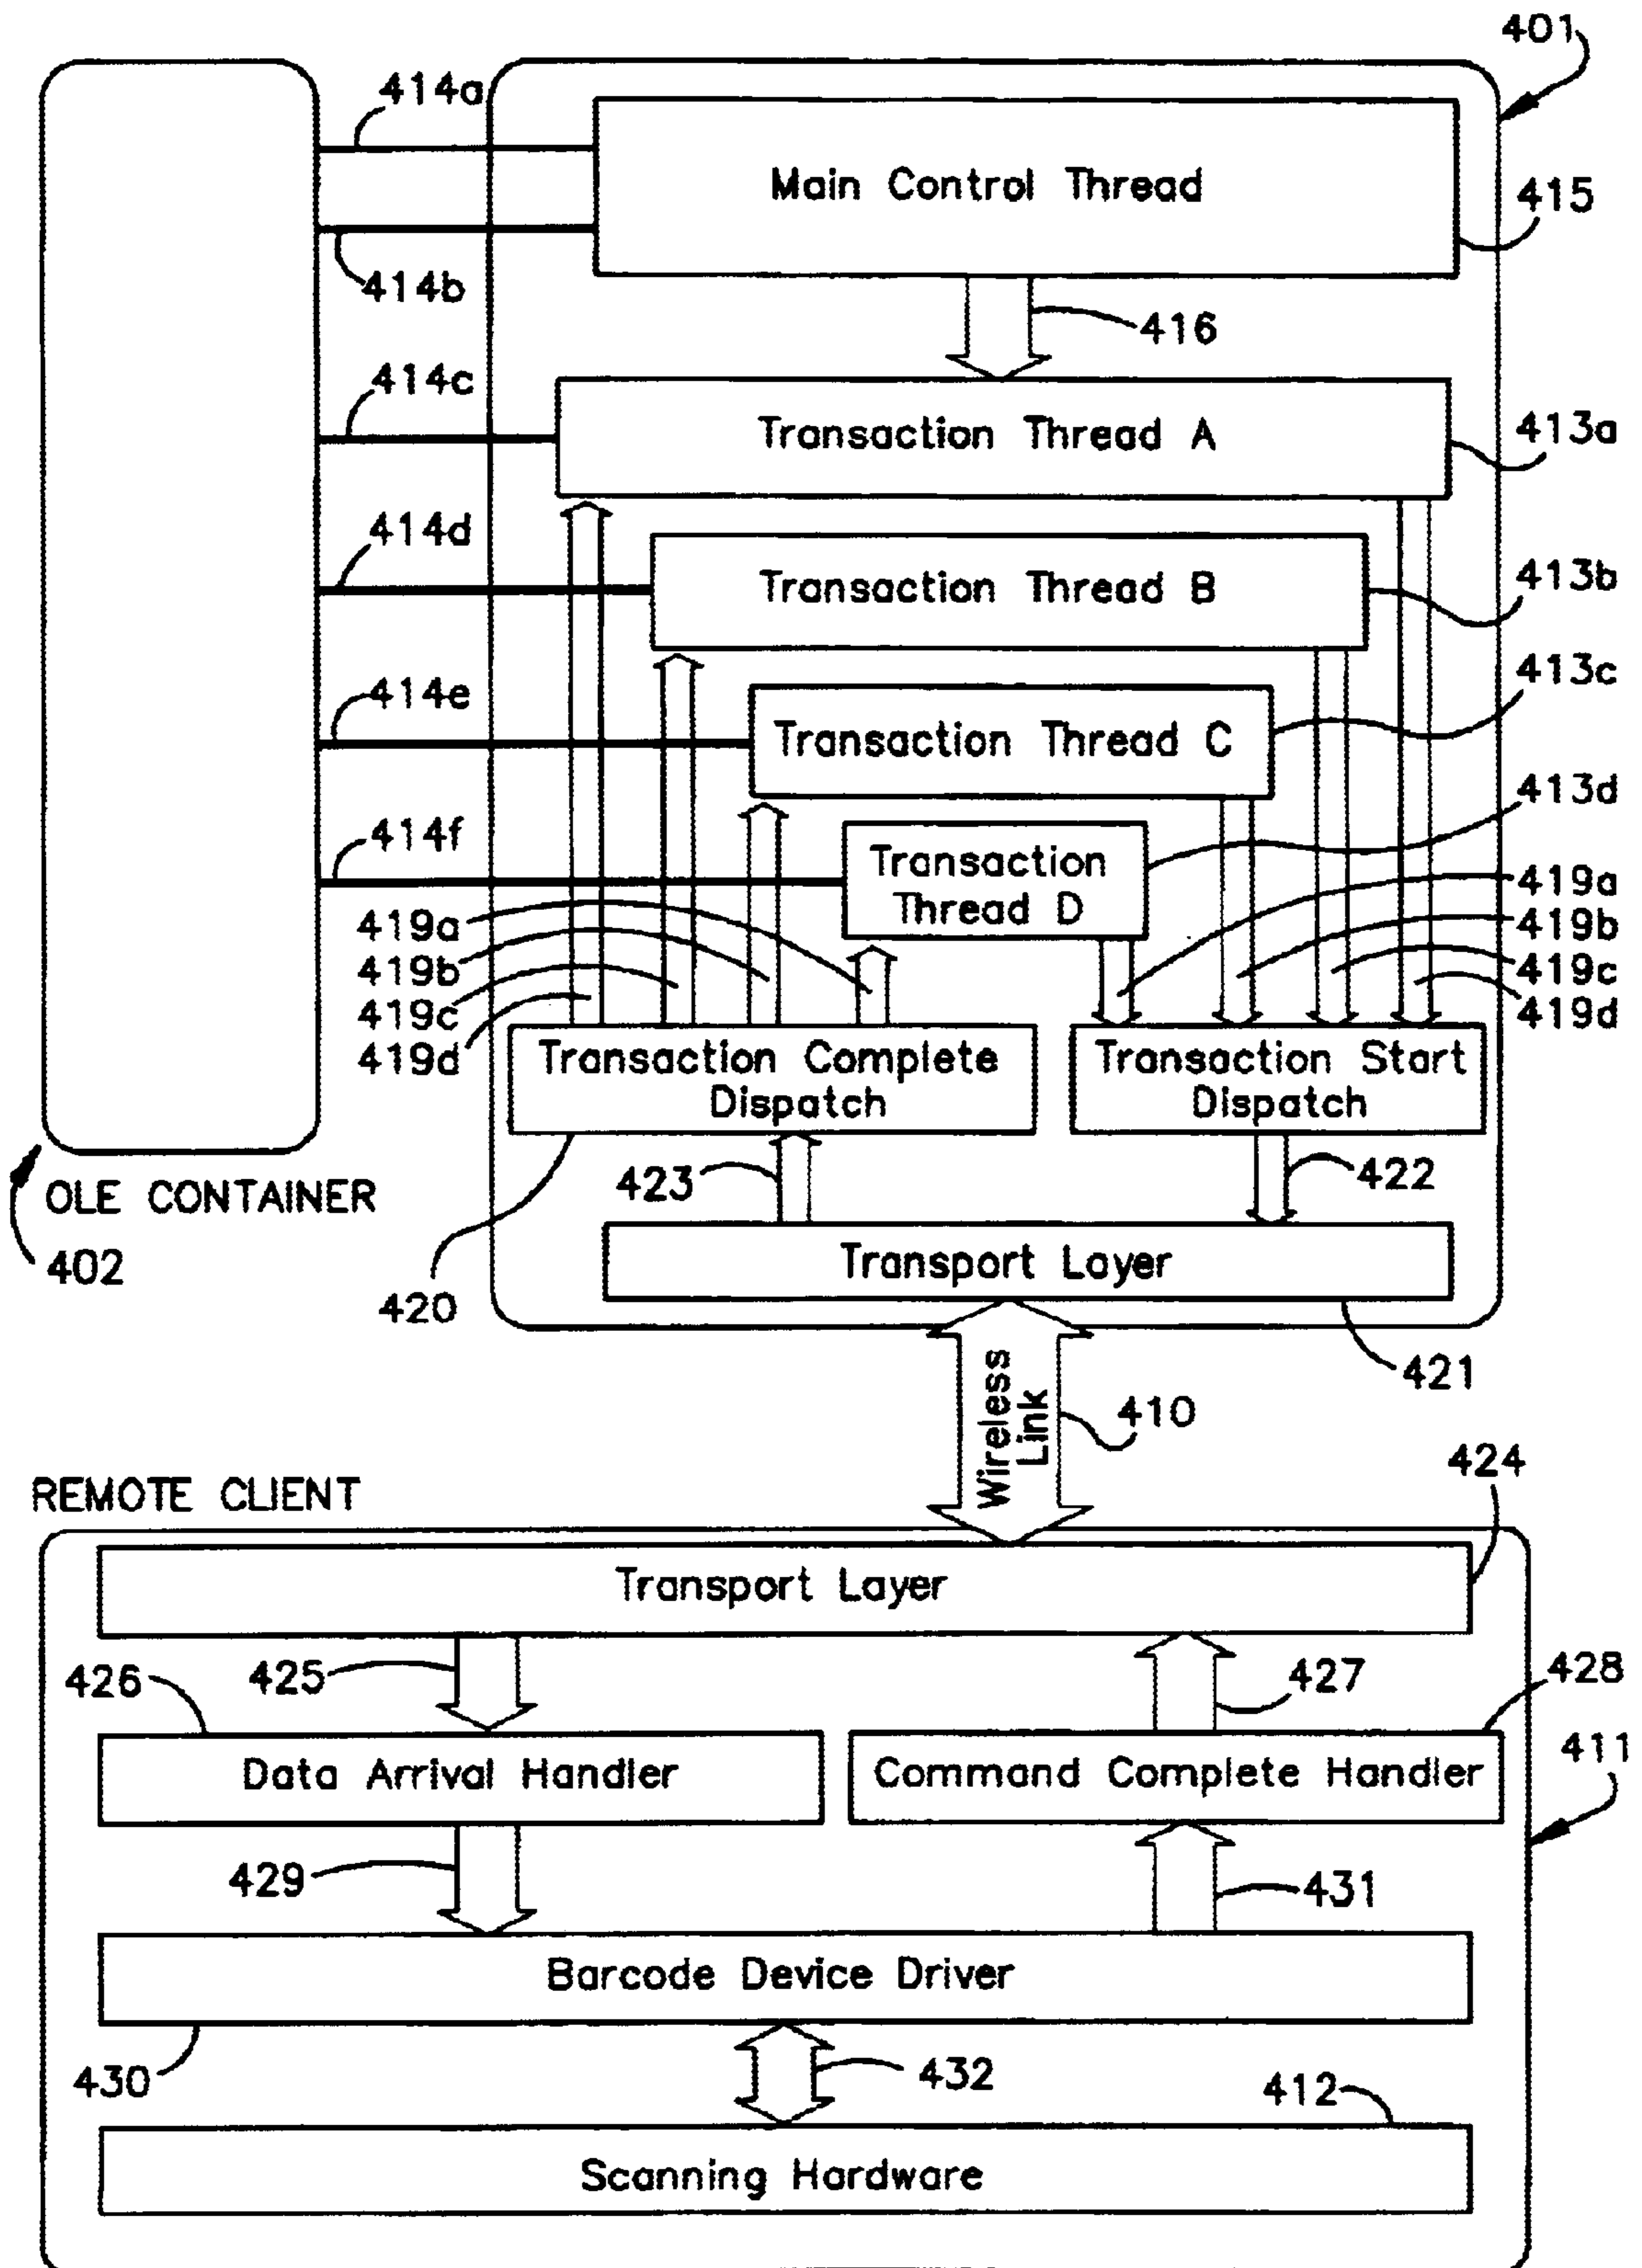 401
414a
Main Control Thread
415
414b
416
414c
Transaction Thread A
413a
414d
Transaction Thread B
413b
414e
Transaction Thread C
413c
414f
Transaction
Thread D
413d
419a
419b
419c
419d
419a
419b
419c
419d
Transaction Complete
Dispatch
Transaction Start
Dispatch
423
422
OLE CONTAINER
402
Transport Layer
420
421
Wireless
Link
410
424
REMOTE CLIENT
Transport Layer
426
425
427
428
Data Arrival Handler
Command Complete Handler
411
429
431
Barcode Device Driver
430
432
412
Scanning Hardware